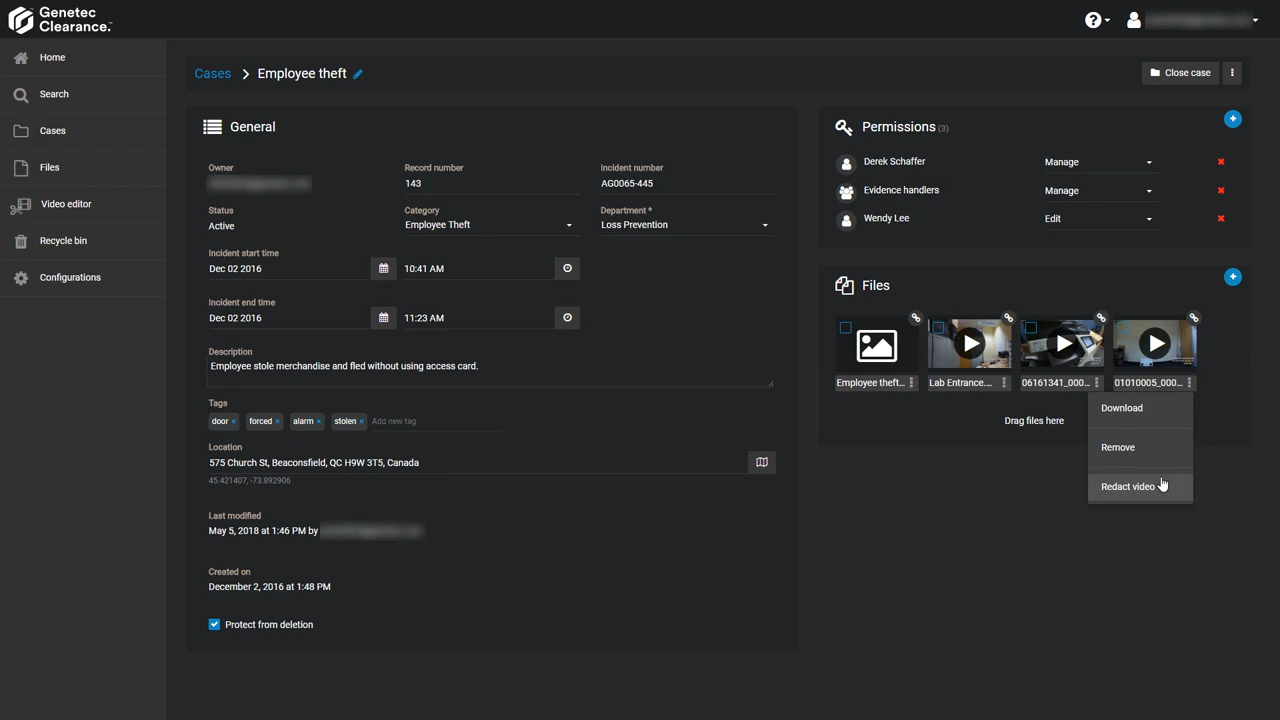 Genetec
Clearance.
Home
Search
Cases
Files
Video editor
Recycle bin
Configurations
Cases > Employee theft
Close case
General
Owner
Record number
143
Incident number
AG0065-445
Status
Active
Category
Employee Theft
Department *
Loss Prevention
Incident start time
Dec 02 2016
10:41 AM
Incident end time
Dec 02 2016
11:23 AM
Description
Employee stole merchandise and fled without using access card.
Tags
door × forced × alarm × stolen × Add new tag
Location
575 Church St, Beaconsfield, QC H9W 3T5, Canada
45.421407, -73.892906
Last modified
May 5, 2018 at 1:46 PM by
Created on
December 2, 2016 at 1:48 PM
Protect from deletion
Permissions (3)
Derek Schaffer Manage
Evidence handlers Manage
Wendy Lee Edit
Files
Employee theft...
Lab Entrance....
06161341_000...
01010005_000...
Drag files here
Download
Remove
Redact video